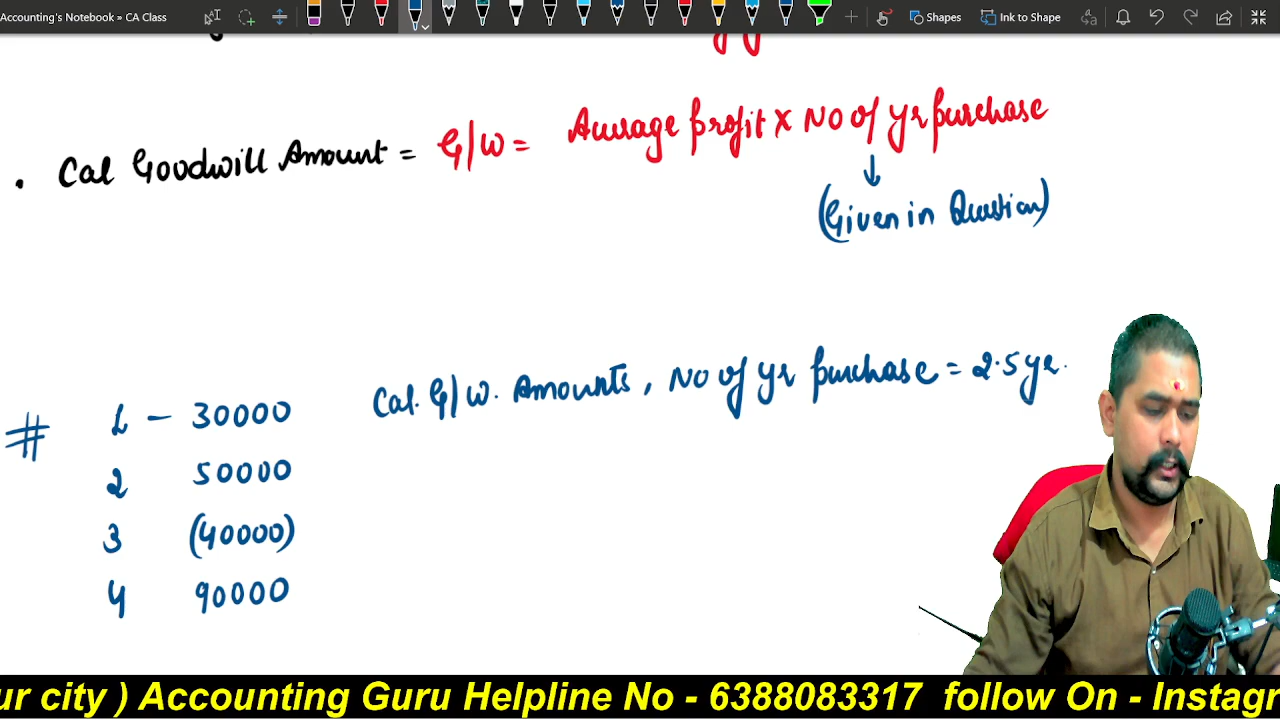 Accounting's Notebook » CA Class
Shapes
Ink to Shape
. Cal Goodwill Amount = G/W = Average profit X No of yr purchase
(Given in Question)
Cal. G/W. Amounts, No of yr purchase = 2.5 yr.
# 1 - 30000
2 50000
3 (40000)
4 90000
ur city ) Accounting Guru Helpline No - 6388083317 follow On - Instagr